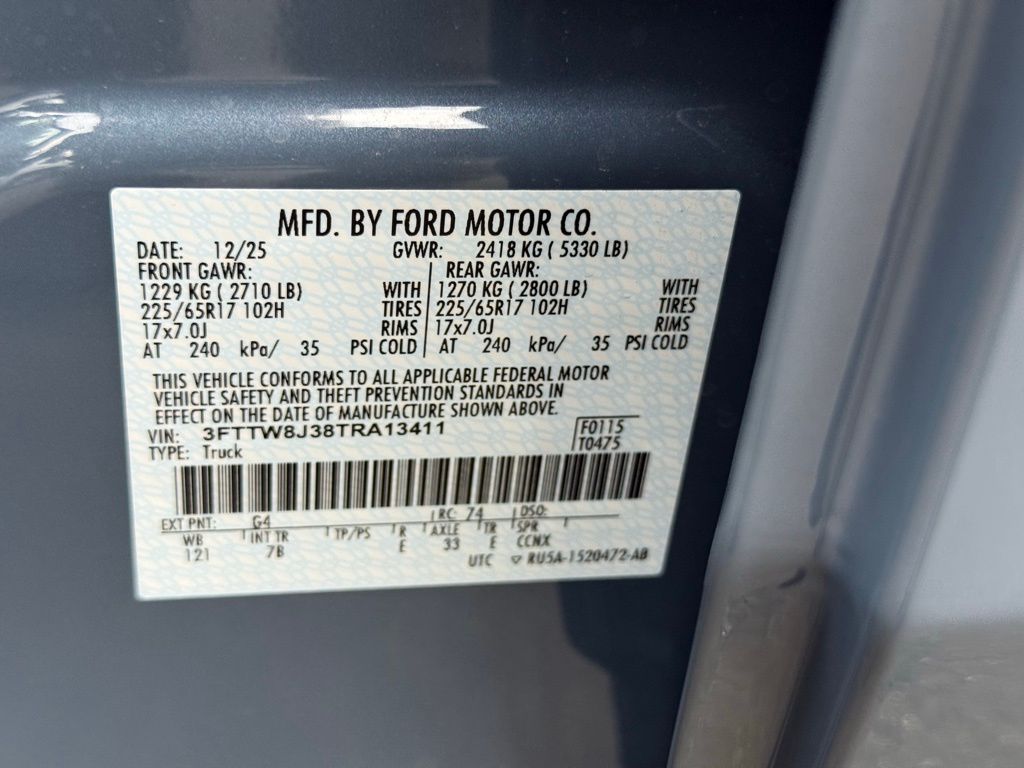 MFD. BY FORD MOTOR CO.
DATE: 12/25 GVWR: 2418 KG ( 5330 LB)
FRONT GAWR: REAR GAWR:
1229 KG ( 2710 LB) WITH 1270 KG ( 2800 LB) WITH
225/65R17 102H TIRES 225/65R17 102H TIRES
17x7.0J RIMS 17x7.0J RIMS
AT 240 kPa/ 35 PSI COLD AT 240 kPa/ 35 PSI COLD
THIS VEHICLE CONFORMS TO ALL APPLICABLE FEDERAL MOTOR
VEHICLE SAFETY AND THEFT PREVENTION STANDARDS IN
EFFECT ON THE DATE OF MANUFACTURE SHOWN ABOVE.
VIN: 3FTTW8J38TRA13411 F0115
TYPE: Truck T0475
EXT PNT: G4 RC: 74 DSO:
WB INT TR TP/PS R AXLE TR SPR
121 7B E 33 E CCNX
UTC ▽ RU5A-1520472-AB